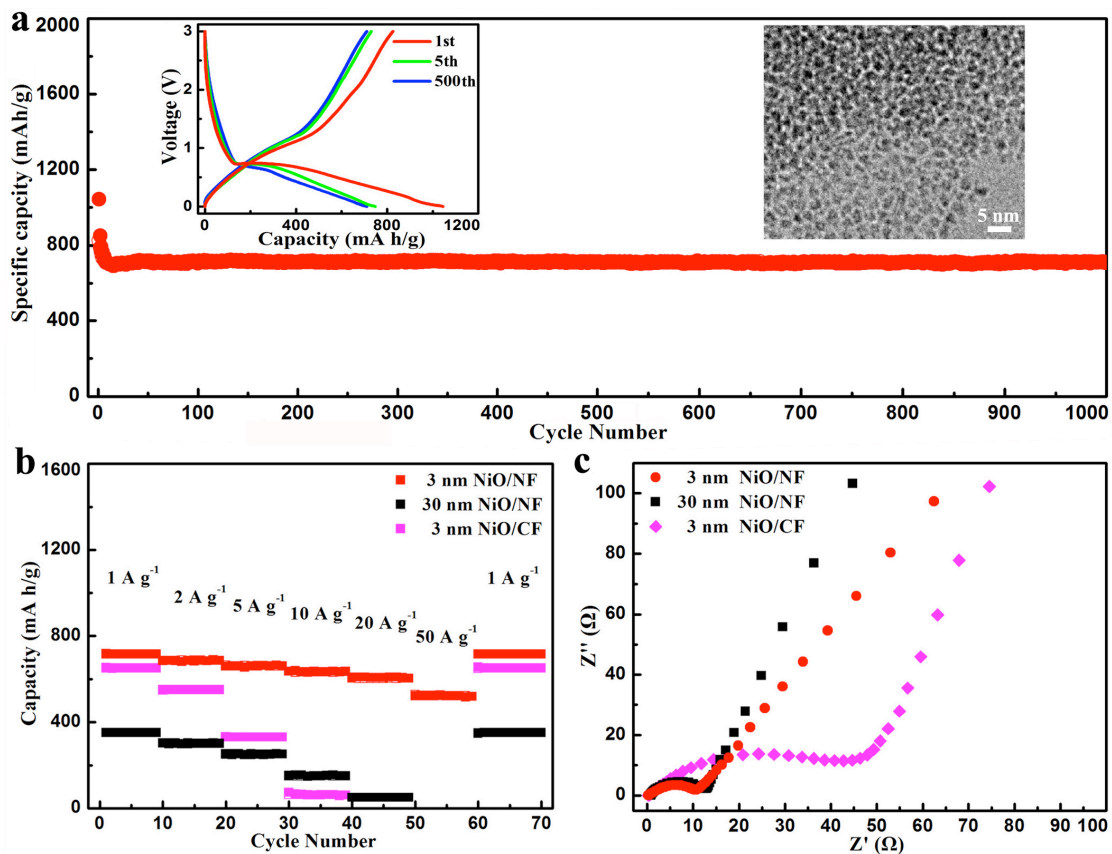 a
Specific capcity (mAh/g)
2000
1600
1200
800
400
0
0 100 200 300 400 500 600 700 800 900 1000
Cycle Number
Voltage (V)
3
2
1
0
0 400 800 1200
Capacity (mA h/g)
1st
5th
500th
5 nm
b
Capacity (mA h/g)
1600
1200
800
400
0
3 nm NiO/NF
30 nm NiO/NF
3 nm NiO/CF
1 A g⁻¹
2 A g⁻¹
5 A g⁻¹
10 A g⁻¹
20 A g⁻¹
50 A g⁻¹
1 A g⁻¹
0 10 20 30 40 50 60 70
Cycle Number
c
Z'' (Ω)
100
80
60
40
20
0
3 nm NiO/NF
30 nm NiO/NF
3 nm NiO/CF
0 10 20 30 40 50 60 70 80 90 100
Z' (Ω)